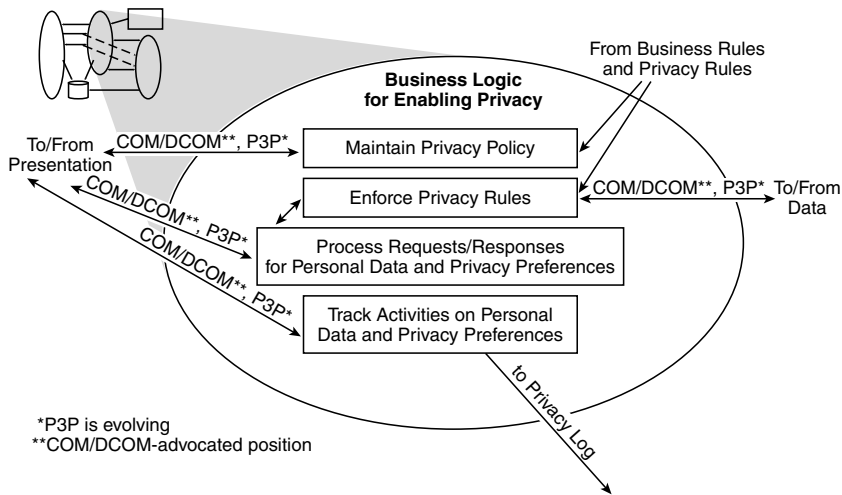 From Business Rules
and Privacy Rules
Business Logic
for Enabling Privacy
To/From
Presentation
COM/DCOM**, P3P*
Maintain Privacy Policy
Enforce Privacy Rules
COM/DCOM**, P3P*
To/From
Data
COM/DCOM**, P3P*
Process Requests/Responses
for Personal Data and Privacy Preferences
COM/DCOM**, P3P*
Track Activities on Personal
Data and Privacy Preferences
to Privacy Log
*P3P is evolving
**COM/DCOM-advocated position